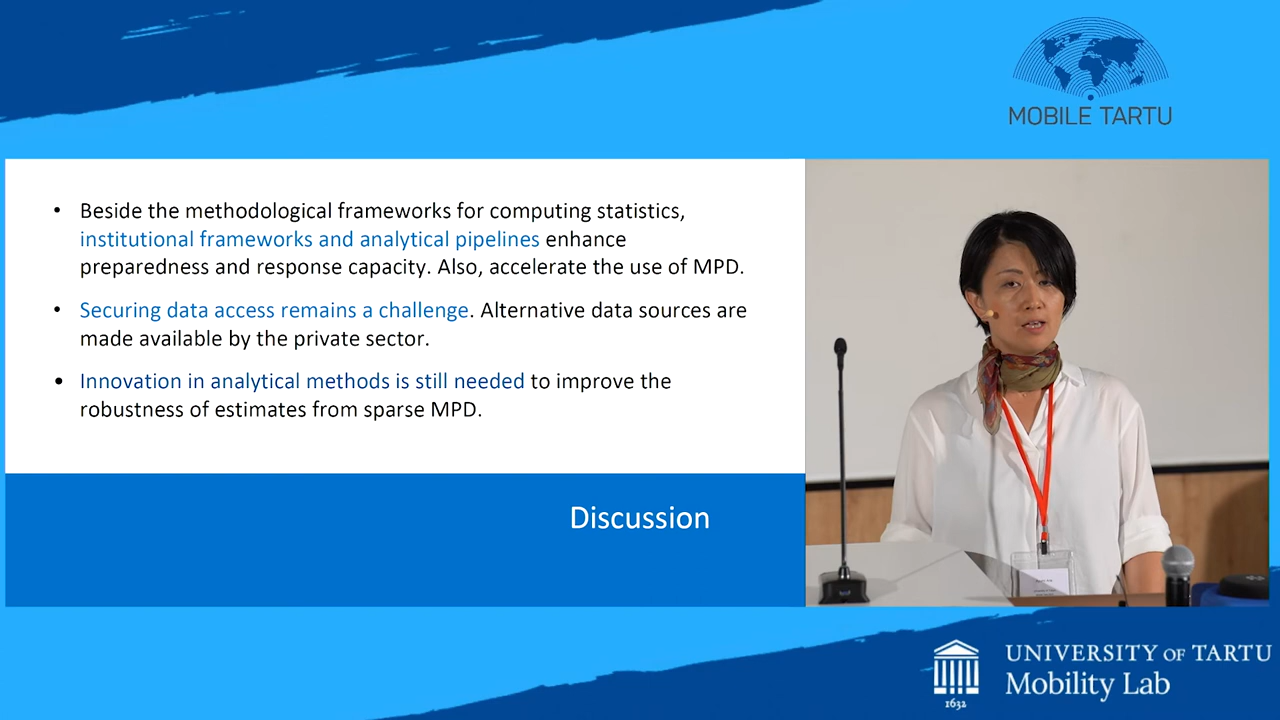 MOBILE TARTU
• Beside the methodological frameworks for computing statistics,
institutional frameworks and analytical pipelines enhance
preparedness and response capacity. Also, accelerate the use of MPD.
• Securing data access remains a challenge. Alternative data sources are
made available by the private sector.
• Innovation in analytical methods is still needed to improve the
robustness of estimates from sparse MPD.
Discussion
1632
UNIVERSITY OF TARTU
Mobility Lab